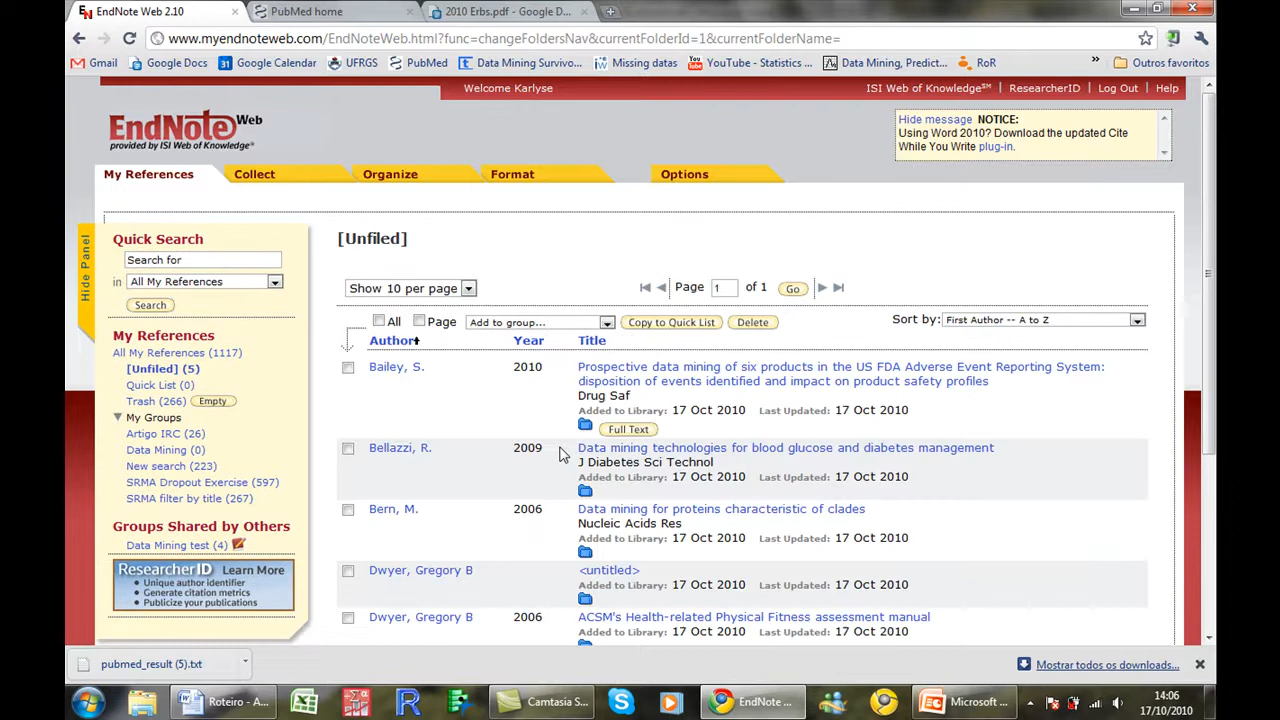 EndNote Web 2.10
PubMed home
2010 Erbs.pdf - Google D...
www.myendnoteweb.com/EndNoteWeb.html?func=changeFoldersNav&currentFolderId=1&currentFolderName=
Gmail
Google Docs
Google Calendar
UFRGS
PubMed
Data Mining Survivo...
Missing datas
YouTube - Statistics ...
Data Mining, Predict...
RoR
»
Outros favoritos
Welcome Karlyse
ISI Web of Knowledge℠ | ResearcherID | Log Out | Help
EndNote Web
provided by ISI Web of Knowledge℠
Hide message NOTICE:
Using Word 2010? Download the updated Cite
While You Write plug-in.
My References
Collect
Organize
Format
Options
Hide Panel
Quick Search
Search for
in All My References
Search
My References
All My References (1117)
[Unfiled] (5)
Quick List (0)
Trash (266) Empty
My Groups
Artigo IRC (26)
Data Mining (0)
New search (223)
SRMA Dropout Exercise (597)
SRMA filter by title (267)
Groups Shared by Others
Data Mining test (4)
ResearcherID Learn More
• Unique author identifier
• Generate citation metrics
• Publicize your publications
[Unfiled]
Show 10 per page
Page 1 of 1 Go
All Page Add to group... Copy to Quick List Delete
Sort by: First Author -- A to Z
Author Year Title
Bailey, S. 2010 Prospective data mining of six products in the US FDA Adverse Event Reporting System:
disposition of events identified and impact on product safety profiles
Drug Saf
Added to Library: 17 Oct 2010 Last Updated: 17 Oct 2010
Full Text
Bellazzi, R. 2009 Data mining technologies for blood glucose and diabetes management
J Diabetes Sci Technol
Added to Library: 17 Oct 2010 Last Updated: 17 Oct 2010
Bern, M. 2006 Data mining for proteins characteristic of clades
Nucleic Acids Res
Added to Library: 17 Oct 2010 Last Updated: 17 Oct 2010
Dwyer, Gregory B <untitled>
Added to Library: 17 Oct 2010 Last Updated: 17 Oct 2010
Dwyer, Gregory B 2006 ACSM's Health-related Physical Fitness assessment manual
Added to Library: 17 Oct 2010 Last Updated: 17 Oct 2010
pubmed_result (5).txt
Mostrar todos os downloads...
Roteiro - A...
Camtasia S...
EndNote ...
Microsoft ...
14:06
17/10/2010